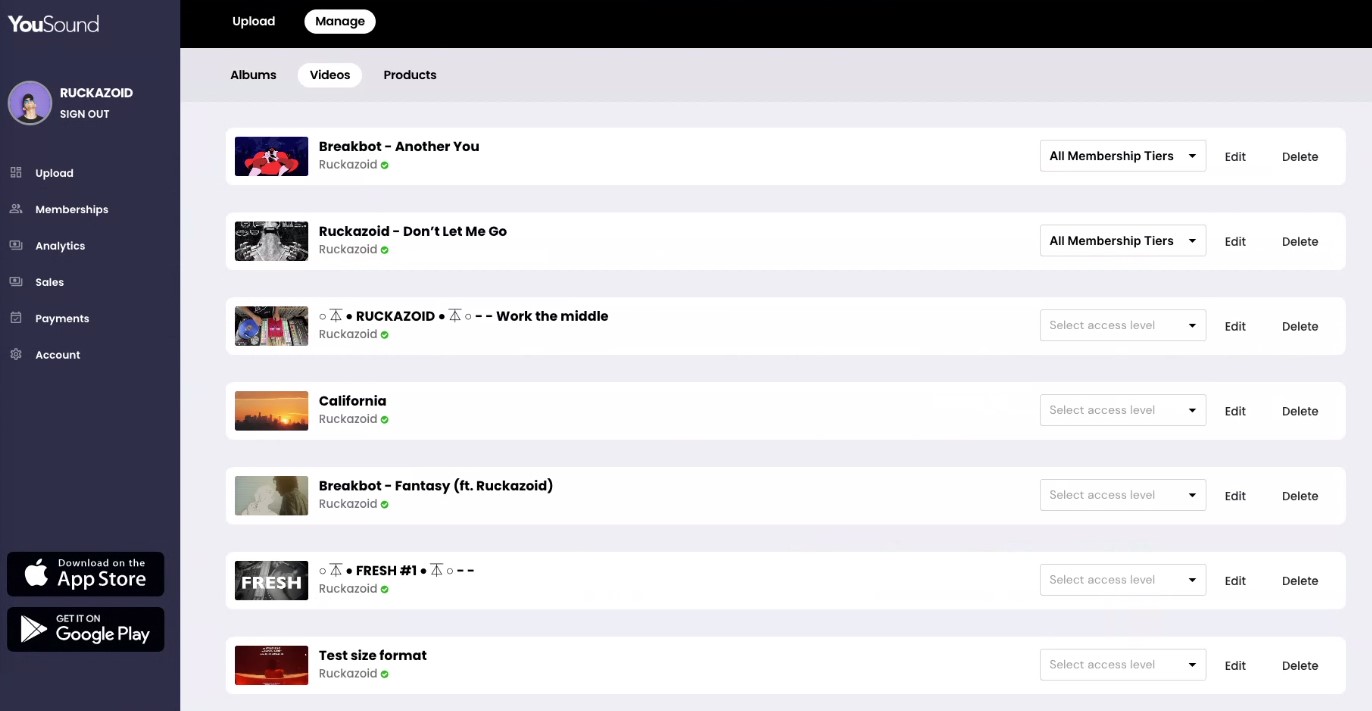 YouSound
Upload
Manage
RUCKAZOID
SIGN OUT
Upload
Memberships
Analytics
Sales
Payments
Account
Download on the
App Store
GET IT ON
Google Play
Albums
Videos
Products
Breakbot - Another You
Ruckazoid
All Membership Tiers
Edit
Delete
Ruckazoid - Don’t Let Me Go
Ruckazoid
All Membership Tiers
Edit
Delete
○ ⚹ ● RUCKAZOID ● ⚹ ○ - - Work the middle
Ruckazoid
Select access level
Edit
Delete
California
Ruckazoid
Select access level
Edit
Delete
Breakbot - Fantasy (ft. Ruckazoid)
Ruckazoid
Select access level
Edit
Delete
FRESH
○ ⚹ ● FRESH #1 ● ⚹ ○ - -
Ruckazoid
Select access level
Edit
Delete
Test size format
Ruckazoid
Select access level
Edit
Delete